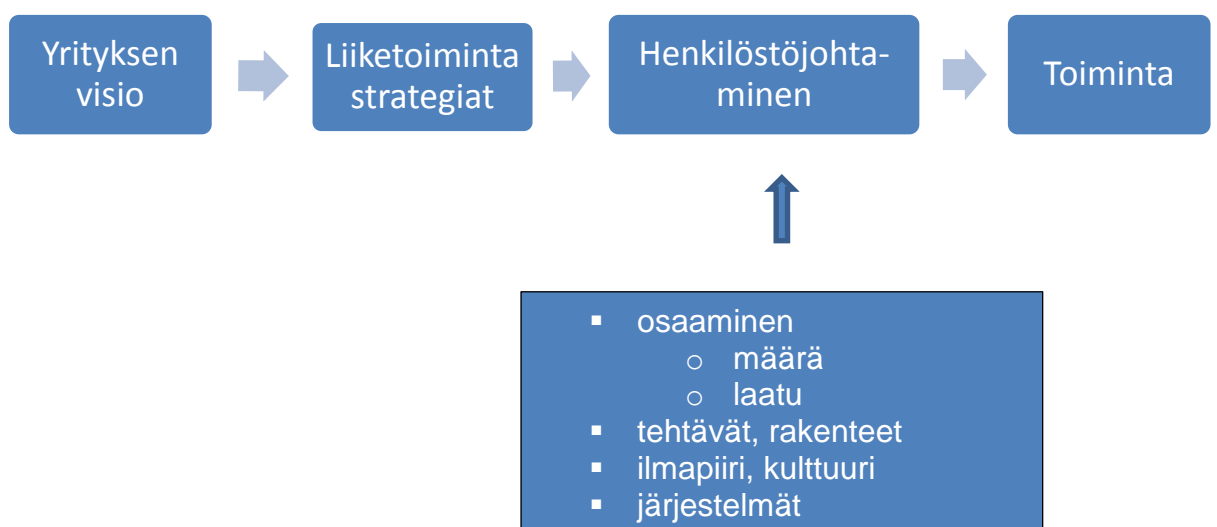 Yrityksen
visio
Liiketoiminta
strategiat
Henkilöstöjohta-
minen
Toiminta
▪ osaaminen
o määrä
o laatu
▪ tehtävät, rakenteet
▪ ilmapiiri, kulttuuri
▪ järjestelmät